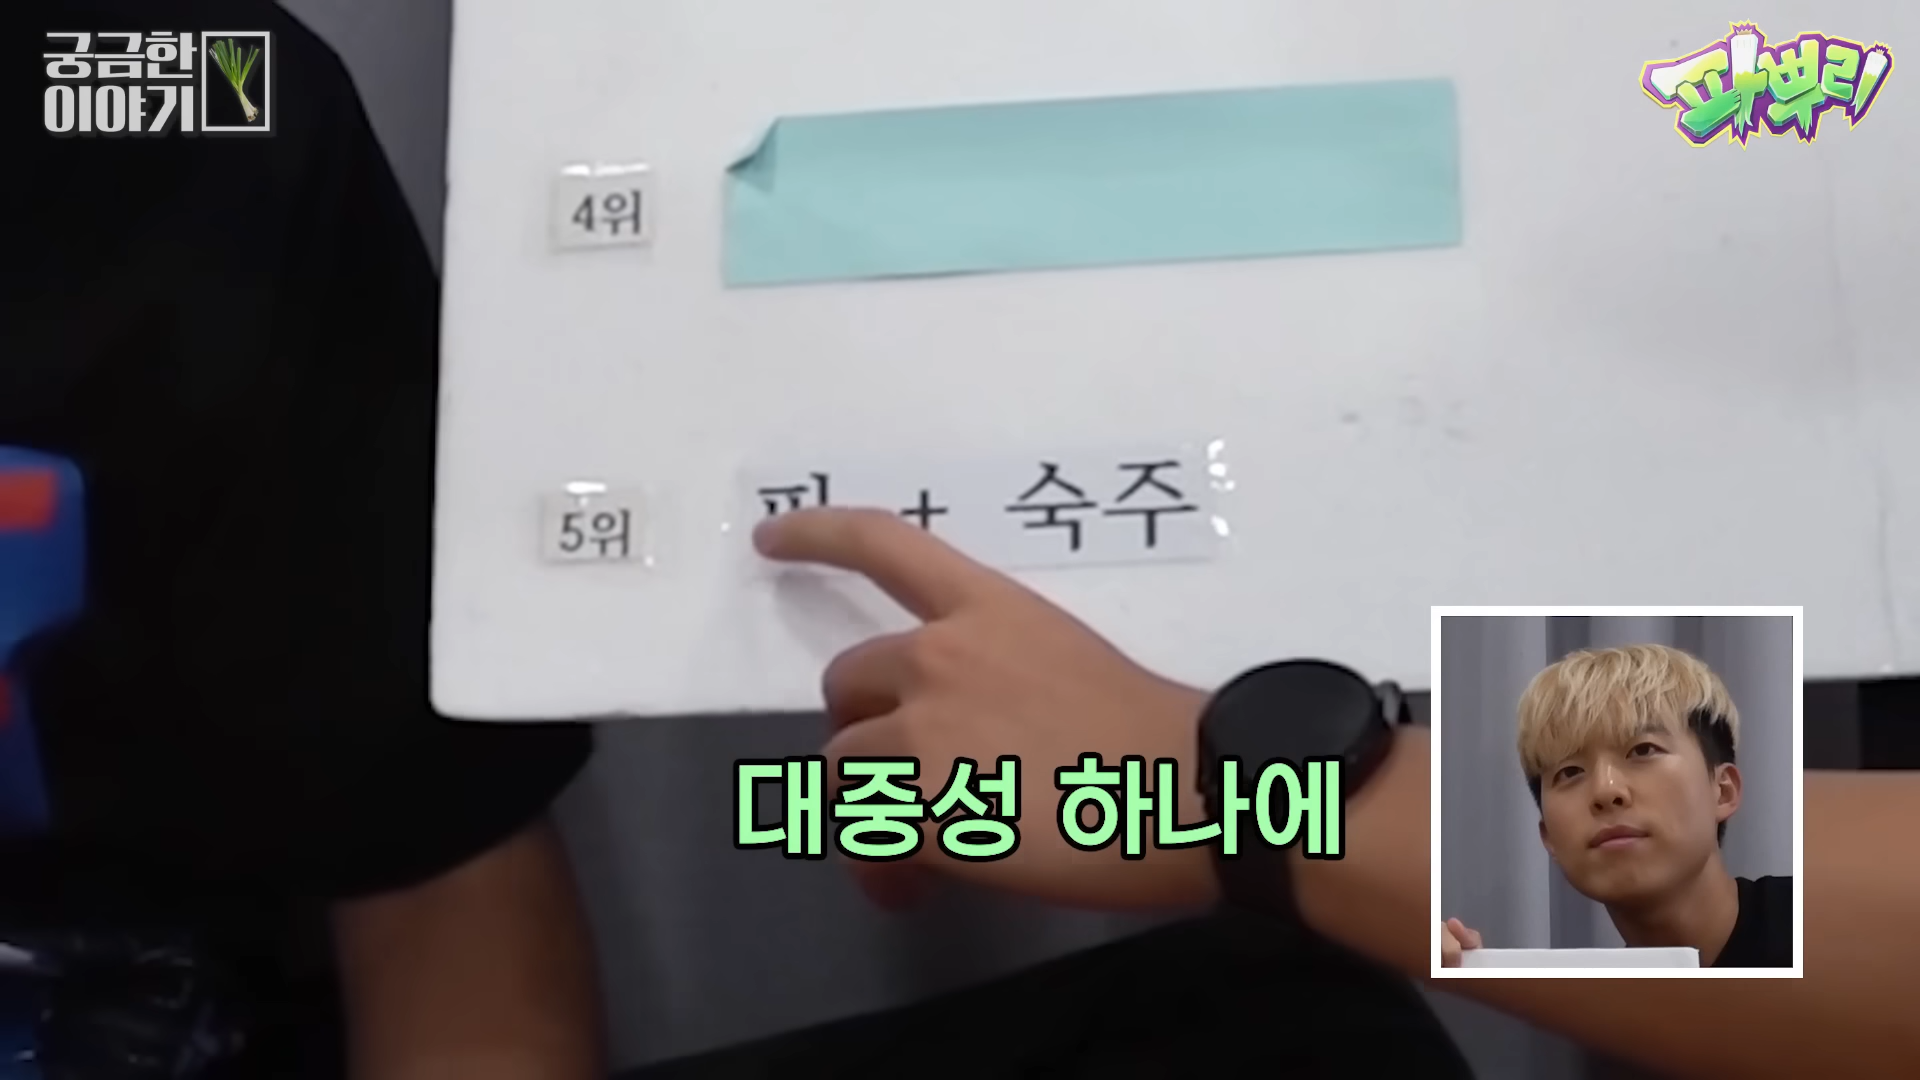 궁금한
이야기
파뿌리
4위
5위
+ 숙주
대중성 하나에